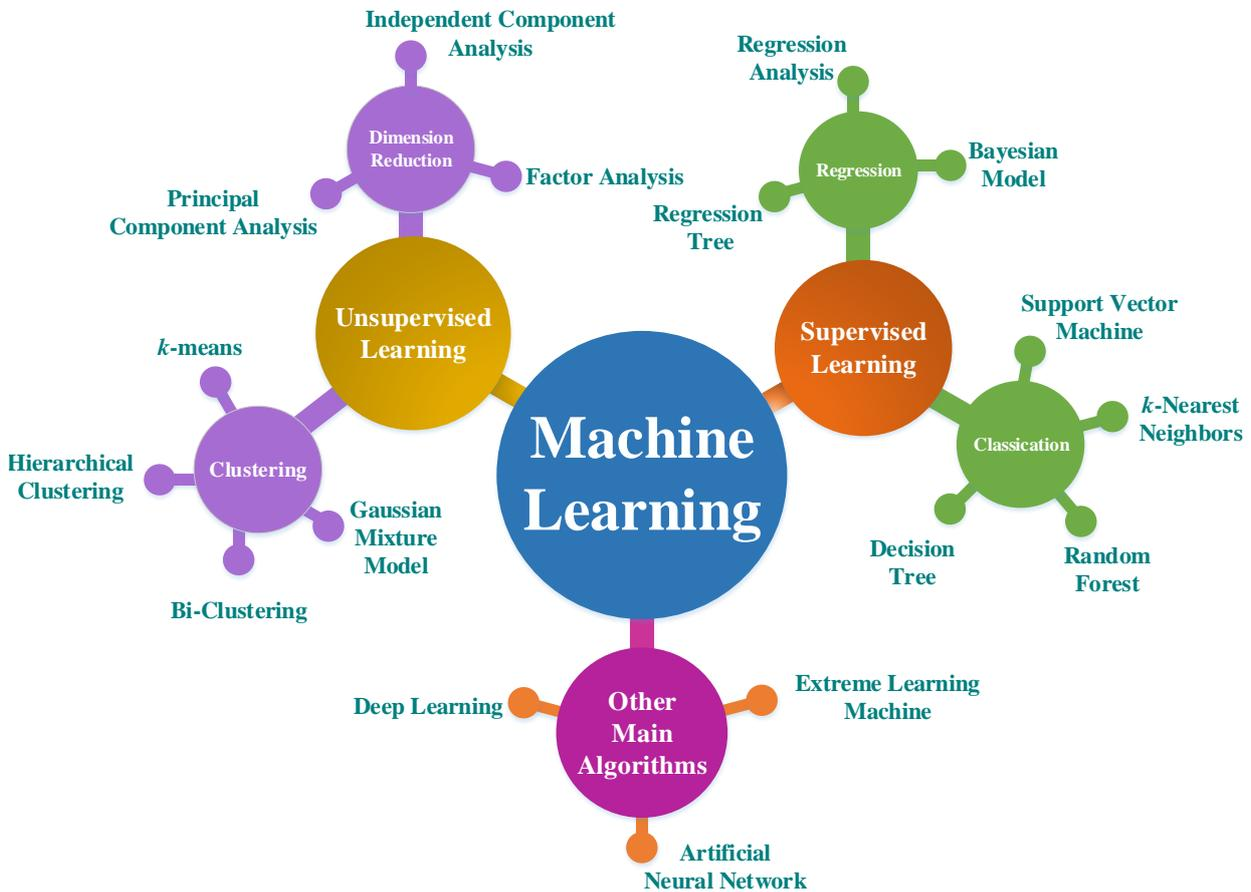 Independent Component
Analysis
Dimension
Reduction
Factor Analysis
Principal
Component Analysis
Regression
Analysis
Regression
Bayesian
Model
Regression
Tree
Unsupervised
Learning
Supervised
Learning
k-means
Clustering
Hierarchical
Clustering
Gaussian
Mixture
Model
Bi-Clustering
Machine
Learning
Support Vector
Machine
k-Nearest
Neighbors
Classication
Decision
Tree
Random
Forest
Deep Learning
Other
Main
Algorithms
Extreme Learning
Machine
Artificial
Neural Network